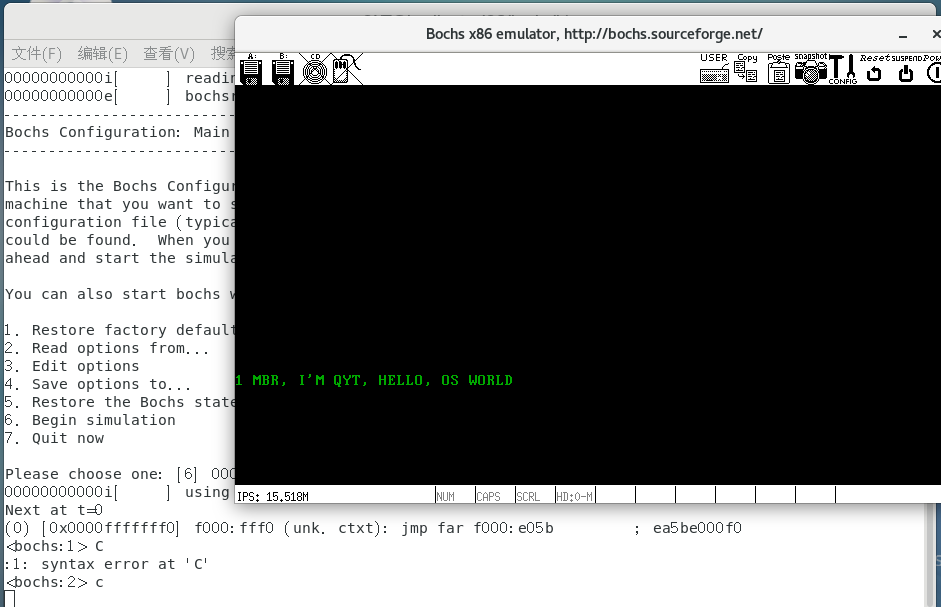 Bochs x86 emulator, http://bochs.sourceforge.net/
文件(F) 编辑(E) 查看(V) 搜索
A: B: CD USER Copy Paste snapshot CONFIG Reset SUSPEND
00000000000i[ ] readin
00000000000e[ ] bochsr
------------------------------
Bochs Configuration: Main
------------------------------
This is the Bochs Configur
machine that you want to s
configuration file (typica
could be found. When you
ahead and start the simula
You can also start bochs w
1. Restore factory default
2. Read options from...
3. Edit options
4. Save options to...
5. Restore the Bochs state
6. Begin simulation
7. Quit now
1 MBR, I'M QYT, HELLO, OS WORLD
Please choose one: [6] 000
00000000000i[ ] using
IPS: 15,518M NUM CAPS SCRL HD:0-M
Next at t=0
(0) [0x0000fffffff0] f000:fff0 (unk. ctxt): jmp far f000:e05b ; ea5be000f0
<bochs:1> C
:1: syntax error at 'C'
<bochs:2> c